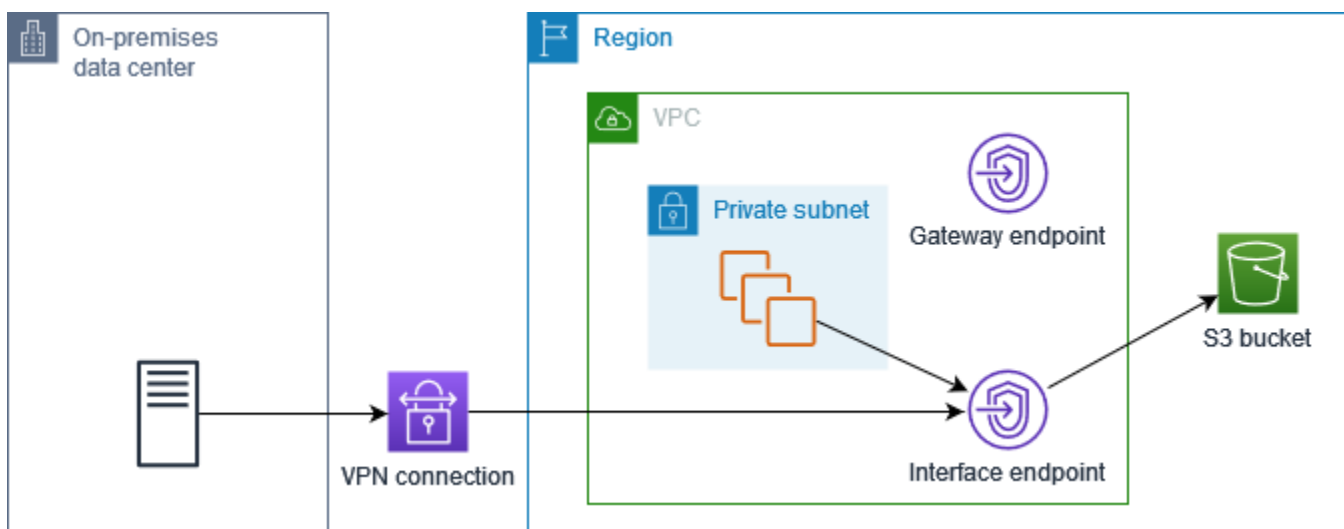 On-premises
data center
Region
VPC
Private subnet
Gateway endpoint
S3 bucket
VPN connection
Interface endpoint